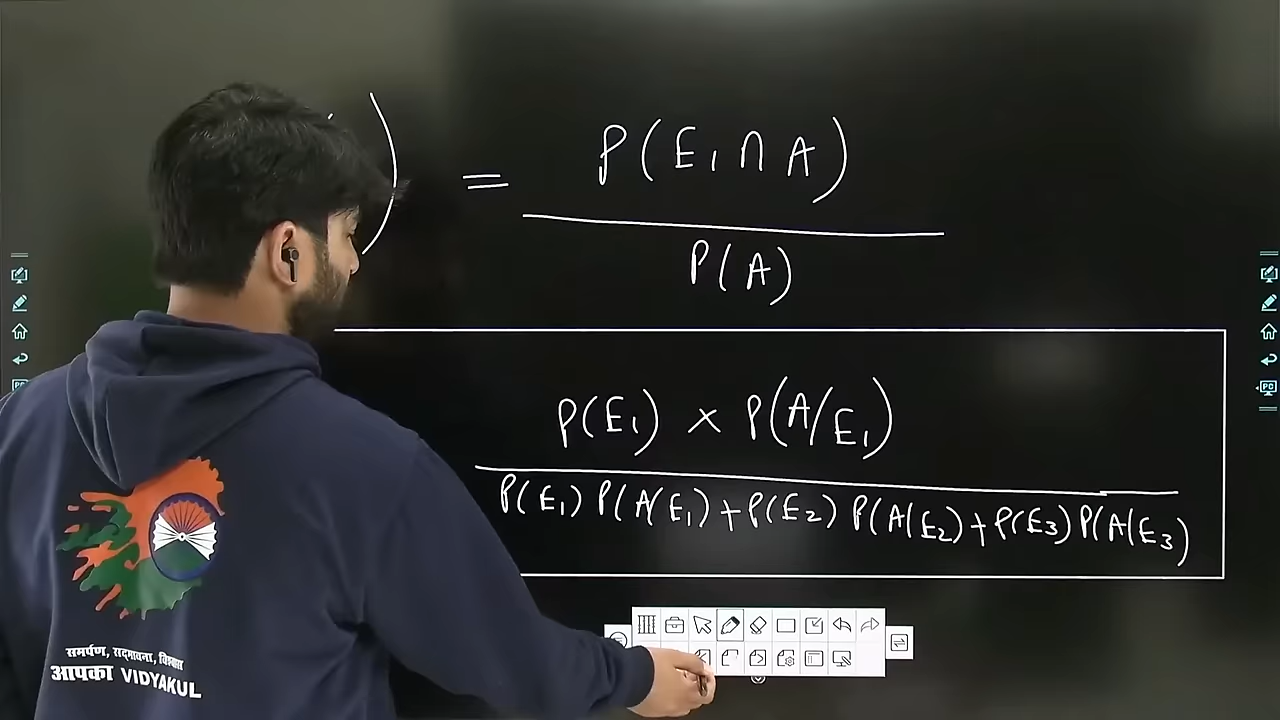 ) = P(E₁ ∩ A)
P(A)
P(E₁) × P(A/E₁)
P(E₁) P(A/E₁) + P(E₂) P(A/E₂) + P(E₃) P(A/E₃)
समर्पण, सद्भावना, विश्वास
आपका VIDYAKUL